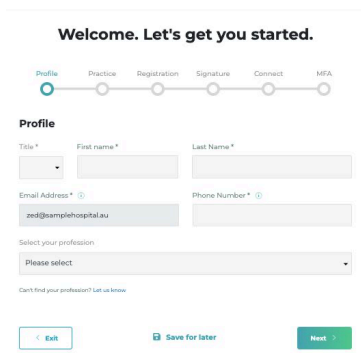 Welcome. Let's get you started.
Profile Practice Registration Signature Connect MFA
Profile
Title * First name * Last Name *
Email Address * Phone Number *
zed@samplehospital.au
Select your profession
Please select
Can't find your profession? Let us know
Exit Save for later Next